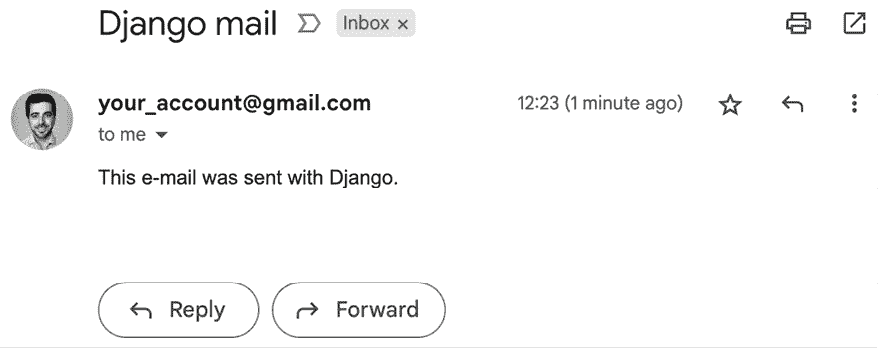 Django mail Inbox ×
your_account@gmail.com 12:23 (1 minute ago)
to me
This e-mail was sent with Django.
Reply Forward